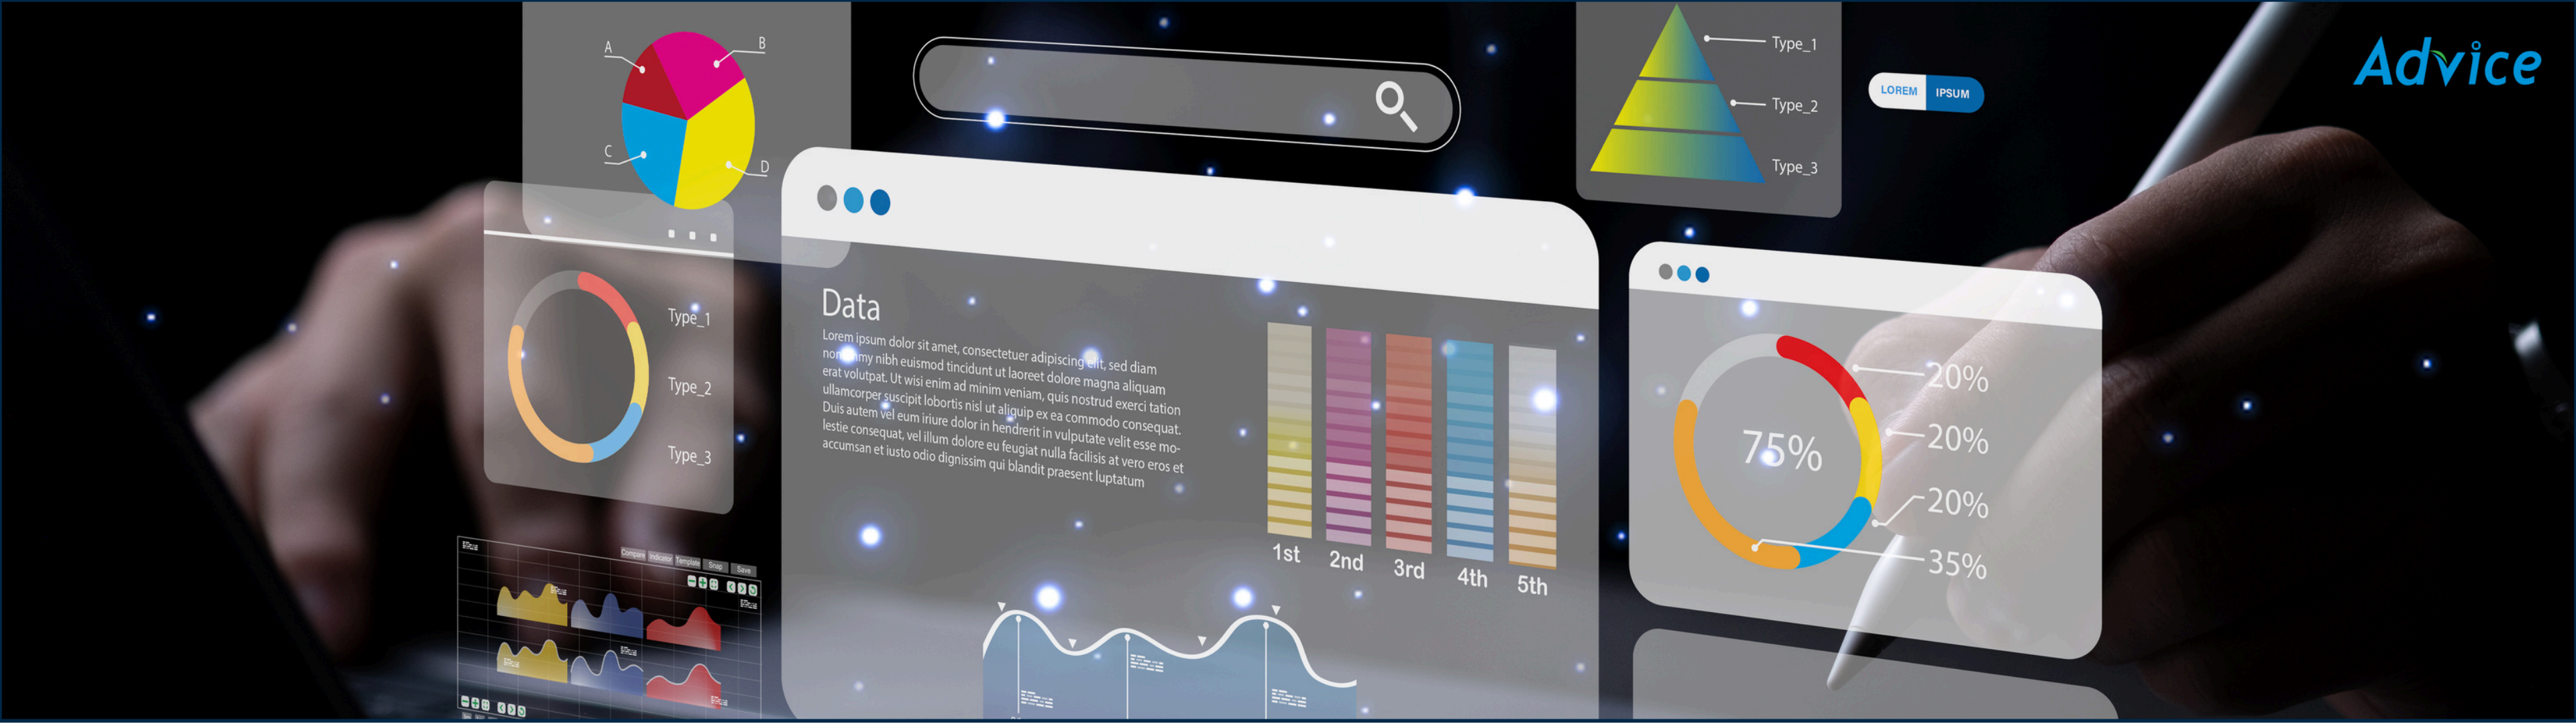 A
B
C
D
Type_1
Type_2
Type_3
LOREM IPSUM
Advice
Type_1
Type_2
Type_3
Data
Lorem ipsum dolor sit amet, consectetuer adipiscing elit, sed diam
nonummy nibh euismod tincidunt ut laoreet dolore magna aliquam
erat volutpat. Ut wisi enim ad minim veniam, quis nostrud exerci tation
ullamcorper suscipit lobortis nisl ut aliquip ex ea commodo consequat.
Duis autem vel eum iriure dolor in hendrerit in vulputate velit esse mo-
lestie consequat, vel illum dolore eu feugiat nulla facilisis at vero eros et
accumsan et iusto odio dignissim qui blandit praesent luptatum
1st 2nd 3rd 4th 5th
75%
20%
20%
20%
35%
Compare Indicator Template Snap Save